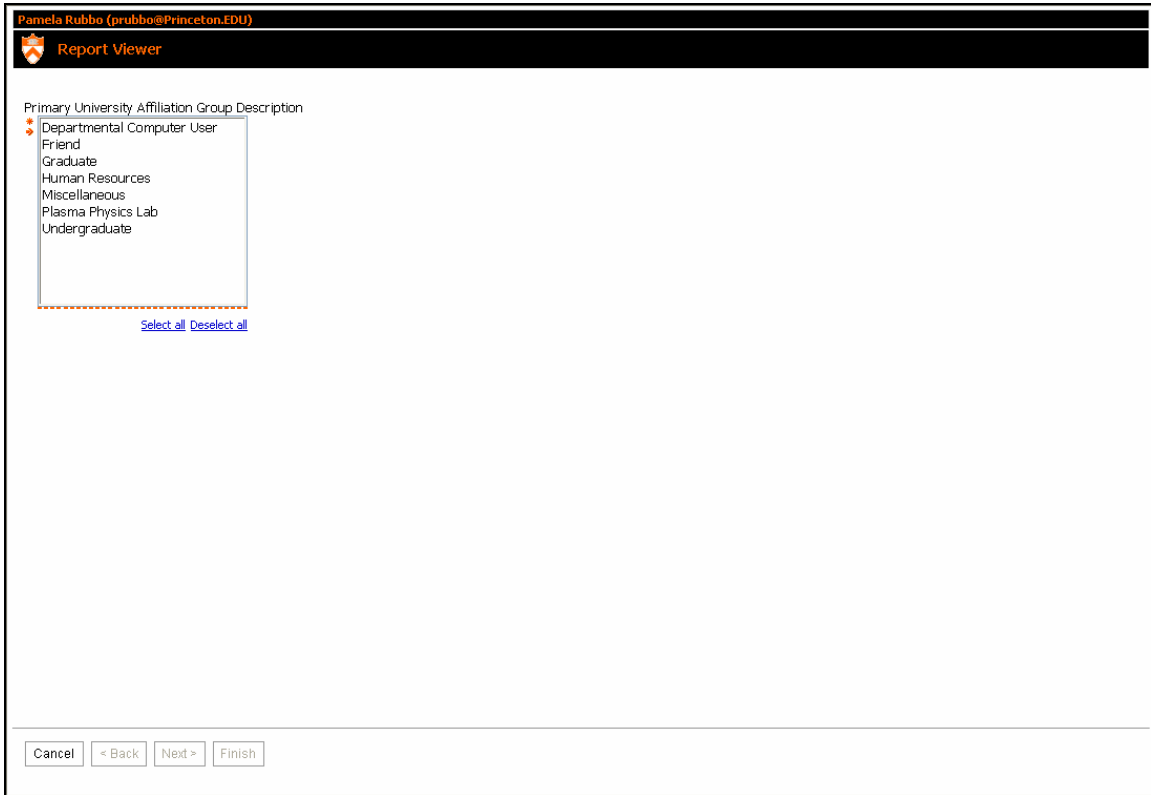 Pamela Rubbo (prubbo@Princeton.EDU)
Report Viewer
Primary University Affiliation Group Description
Departmental Computer User
Friend
Graduate
Human Resources
Miscellaneous
Plasma Physics Lab
Undergraduate
Select all Deselect all
Cancel < Back Next > Finish